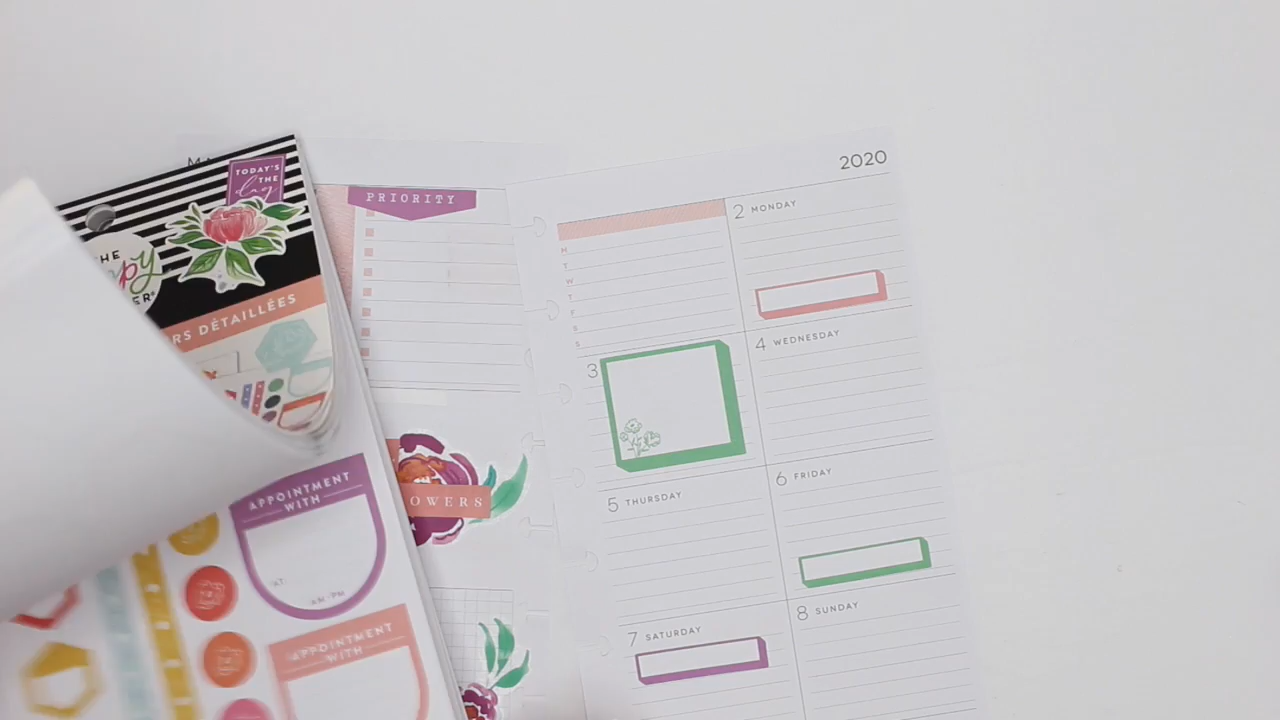 TODAY'S
THE
day
THE
RS DÉTAILLÉES
PRIORITY
OWERS
APPOINTMENT
WITH
AT:
AM-PM
APPOINTMENT
WITH
2020
M
T
W
T
F
S
S
2 MONDAY
3
4 WEDNESDAY
5 THURSDAY
6 FRIDAY
7 SATURDAY
8 SUNDAY